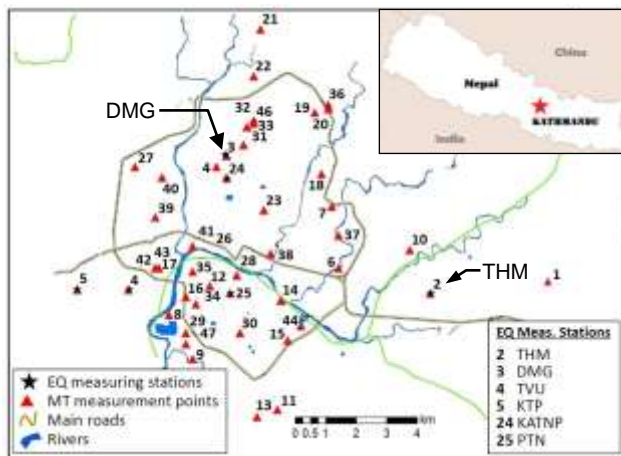 21
22
36
DMG
32
46
19
33
20
31
3
27
4
24
18
40
23
7
39
37
41
26
10
38
43
42
17
35
28
6
THM
5
4
12
2
1
16
34
25
14
8
29
30
44
47
15
9
13
11
China
Nepal
KATHMANDU
India
EQ Meas. Stations
2 THM
3 DMG
4 TVU
5 KTP
24 KATNP
25 PTN
EQ measuring stations
MT measurement points
Main roads
Rivers
0 0.5 1 2 3 4
km